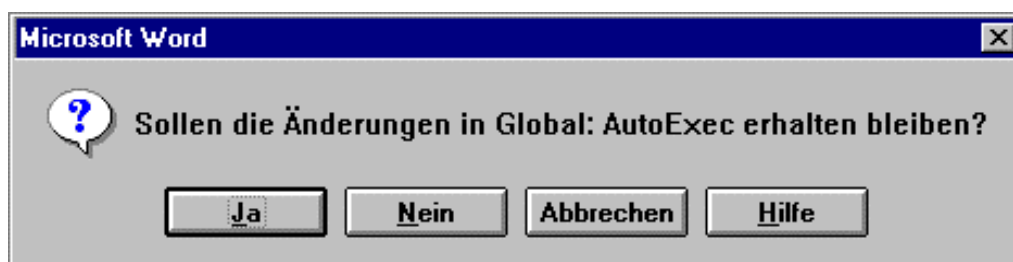 Microsoft Word
Sollen die Änderungen in Global: AutoExec erhalten bleiben?
Ja Nein Abbrechen Hilfe